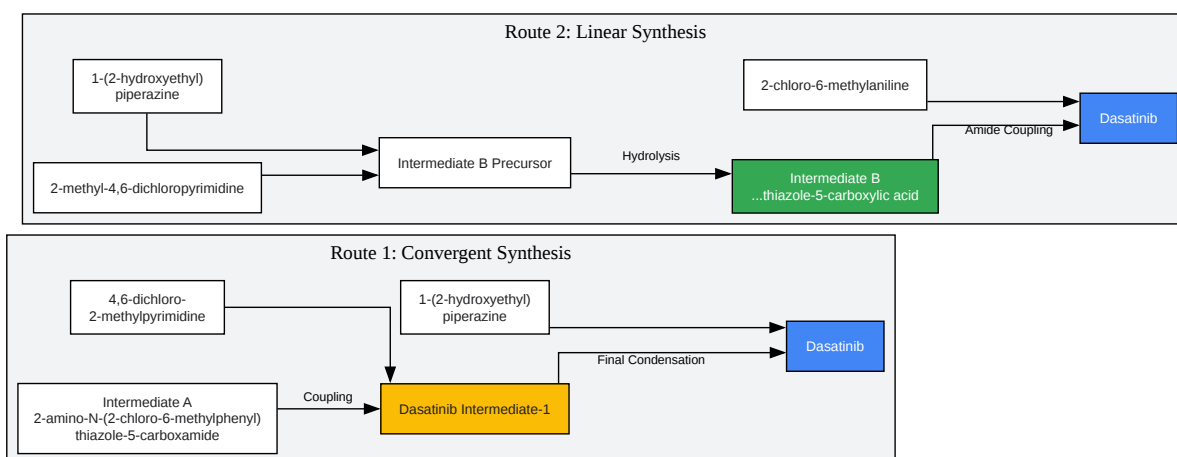 Route 2: Linear Synthesis
1-(2-hydroxyethyl)
piperazine
2-chloro-6-methylaniline
Dasatinib
Amide Coupling
Intermediate B Precursor
Hydrolysis
2-methyl-4,6-dichloropyrimidine
Intermediate B
...thiazole-5-carboxylic acid
Route 1: Convergent Synthesis
4,6-dichloro-
2-methylpyrimidine
1-(2-hydroxyethyl)
piperazine
Dasatinib
Final Condensation
Intermediate A
2-amino-N-(2-chloro-6-methylphenyl)
thiazole-5-carboxamide
Coupling
Dasatinib Intermediate-1